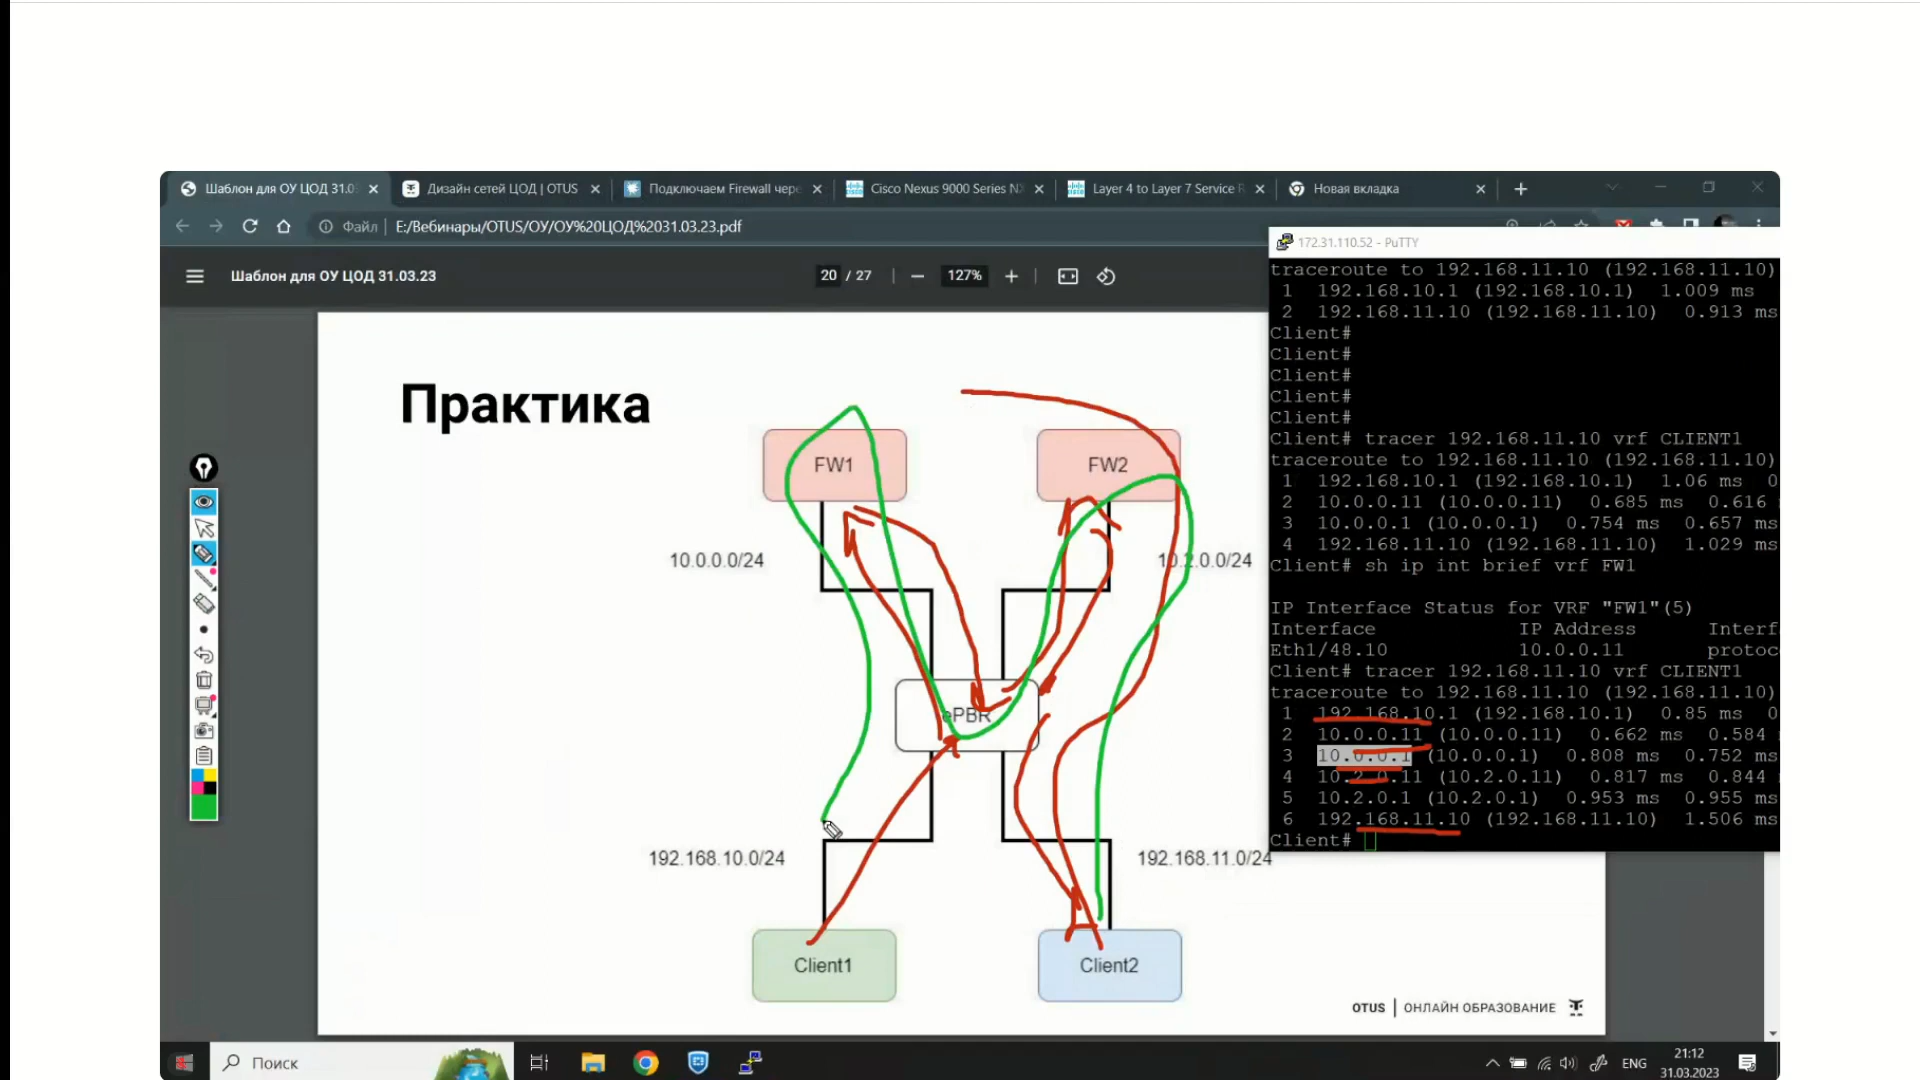 Шаблон для ОУ ЦОД 31.0
Дизайн сетей ЦОД | OTUS
Подключаем Firewall чере
Cisco Nexus 9000 Series N
Layer 4 to Layer 7 Service
Новая вкладка
Файл | E:/Вебинары/OTUS/ОУ/ОУ%20ЦОД%2031.03.23.pdf
Шаблон для ОУ ЦОД 31.03.23
20 / 27
127%
Практика
FW1
FW2
10.0.0.0/24
10.2.0.0/24
ePBR
192.168.10.0/24
192.168.11.0/24
Client1
Client2
OTUS | ОНЛАЙН ОБРАЗОВАНИЕ
172.31.110.52 - PuTTY
traceroute to 192.168.11.10 (192.168.11.10)
1 192.168.10.1 (192.168.10.1) 1.009 ms
2 192.168.11.10 (192.168.11.10) 0.913 ms
Client#
Client#
Client#
Client#
Client#
Client# tracer 192.168.11.10 vrf CLIENT1
traceroute to 192.168.11.10 (192.168.11.10)
1 192.168.10.1 (192.168.10.1) 1.06 ms 0
2 10.0.0.11 (10.0.0.11) 0.685 ms 0.616
3 10.0.0.1 (10.0.0.1) 0.754 ms 0.657 ms
4 192.168.11.10 (192.168.11.10) 1.029 ms
Client# sh ip int brief vrf FW1
IP Interface Status for VRF "FW1"(5)
Interface IP Address Interf
Eth1/48.10 10.0.0.11 protoc
Client# tracer 192.168.11.10 vrf CLIENT1
traceroute to 192.168.11.10 (192.168.11.10)
1 192.168.10.1 (192.168.10.1) 0.85 ms 0
2 10.0.0.11 (10.0.0.11) 0.662 ms 0.584
3 10.0.0.1 (10.0.0.1) 0.808 ms 0.752 ms
4 10.2.0.11 (10.2.0.11) 0.817 ms 0.844
5 10.2.0.1 (10.2.0.1) 0.953 ms 0.955 ms
6 192.168.11.10 (192.168.11.10) 1.506 ms
Client#
Поиск
ENG
21:12
31.03.2023